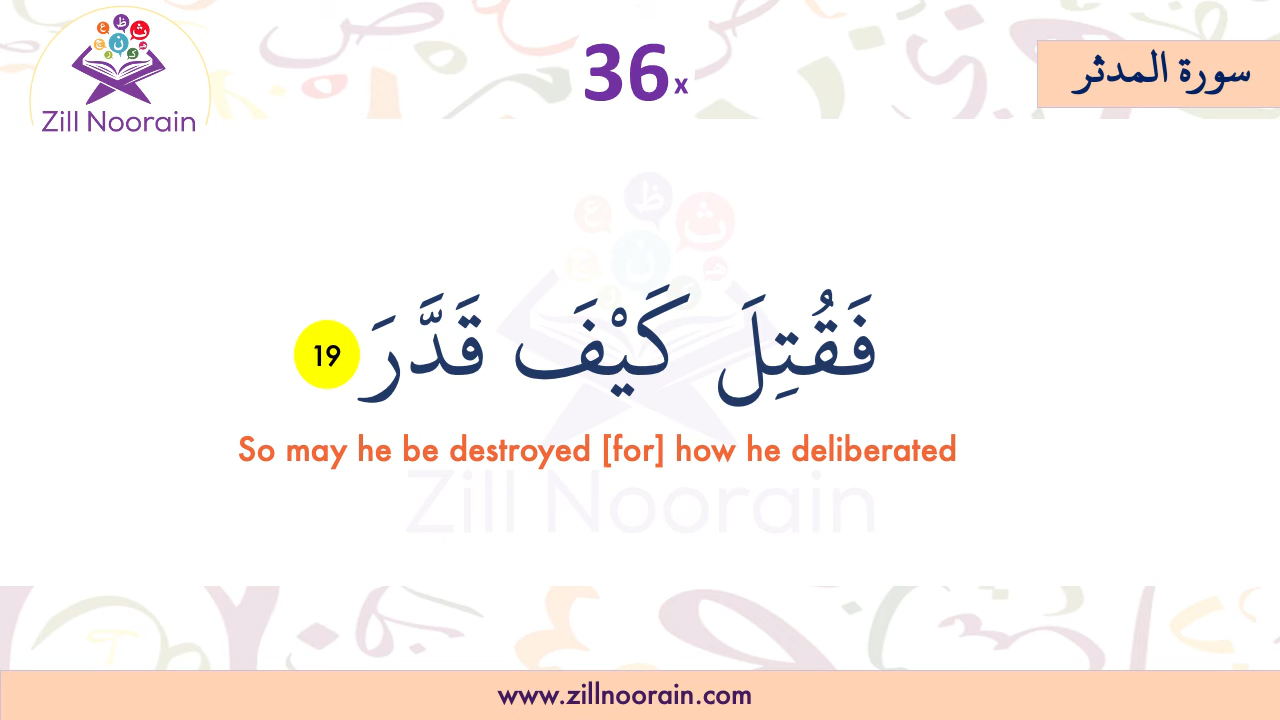 Zill Noorain
36x
سورة المدثر
فَقُتِلَ كَيْفَ قَدَّرَ 19
So may he be destroyed [for] how he deliberated
Zill Noorain
www.zillnoorain.com